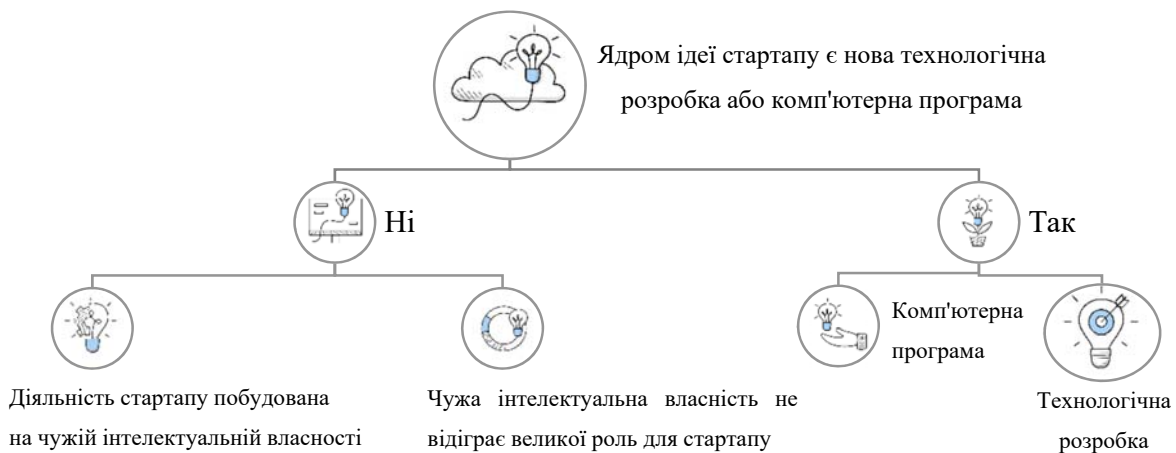 Ядром ідеї стартапу є нова технологічна
розробка або комп'ютерна програма
Ні
Так
Комп'ютерна
програма
Діяльність стартапу побудована
на чужій інтелектуальній власності
Чужа інтелектуальна власність не
відіграє великої роль для стартапу
Технологічна
розробка